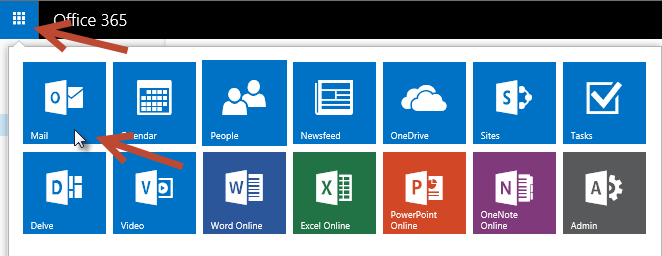 Office 365
Mail
Calendar
People
Newsfeed
OneDrive
Sites
Tasks
Delve
Video
Word Online
Excel Online
PowerPoint
Online
OneNote
Online
Admin